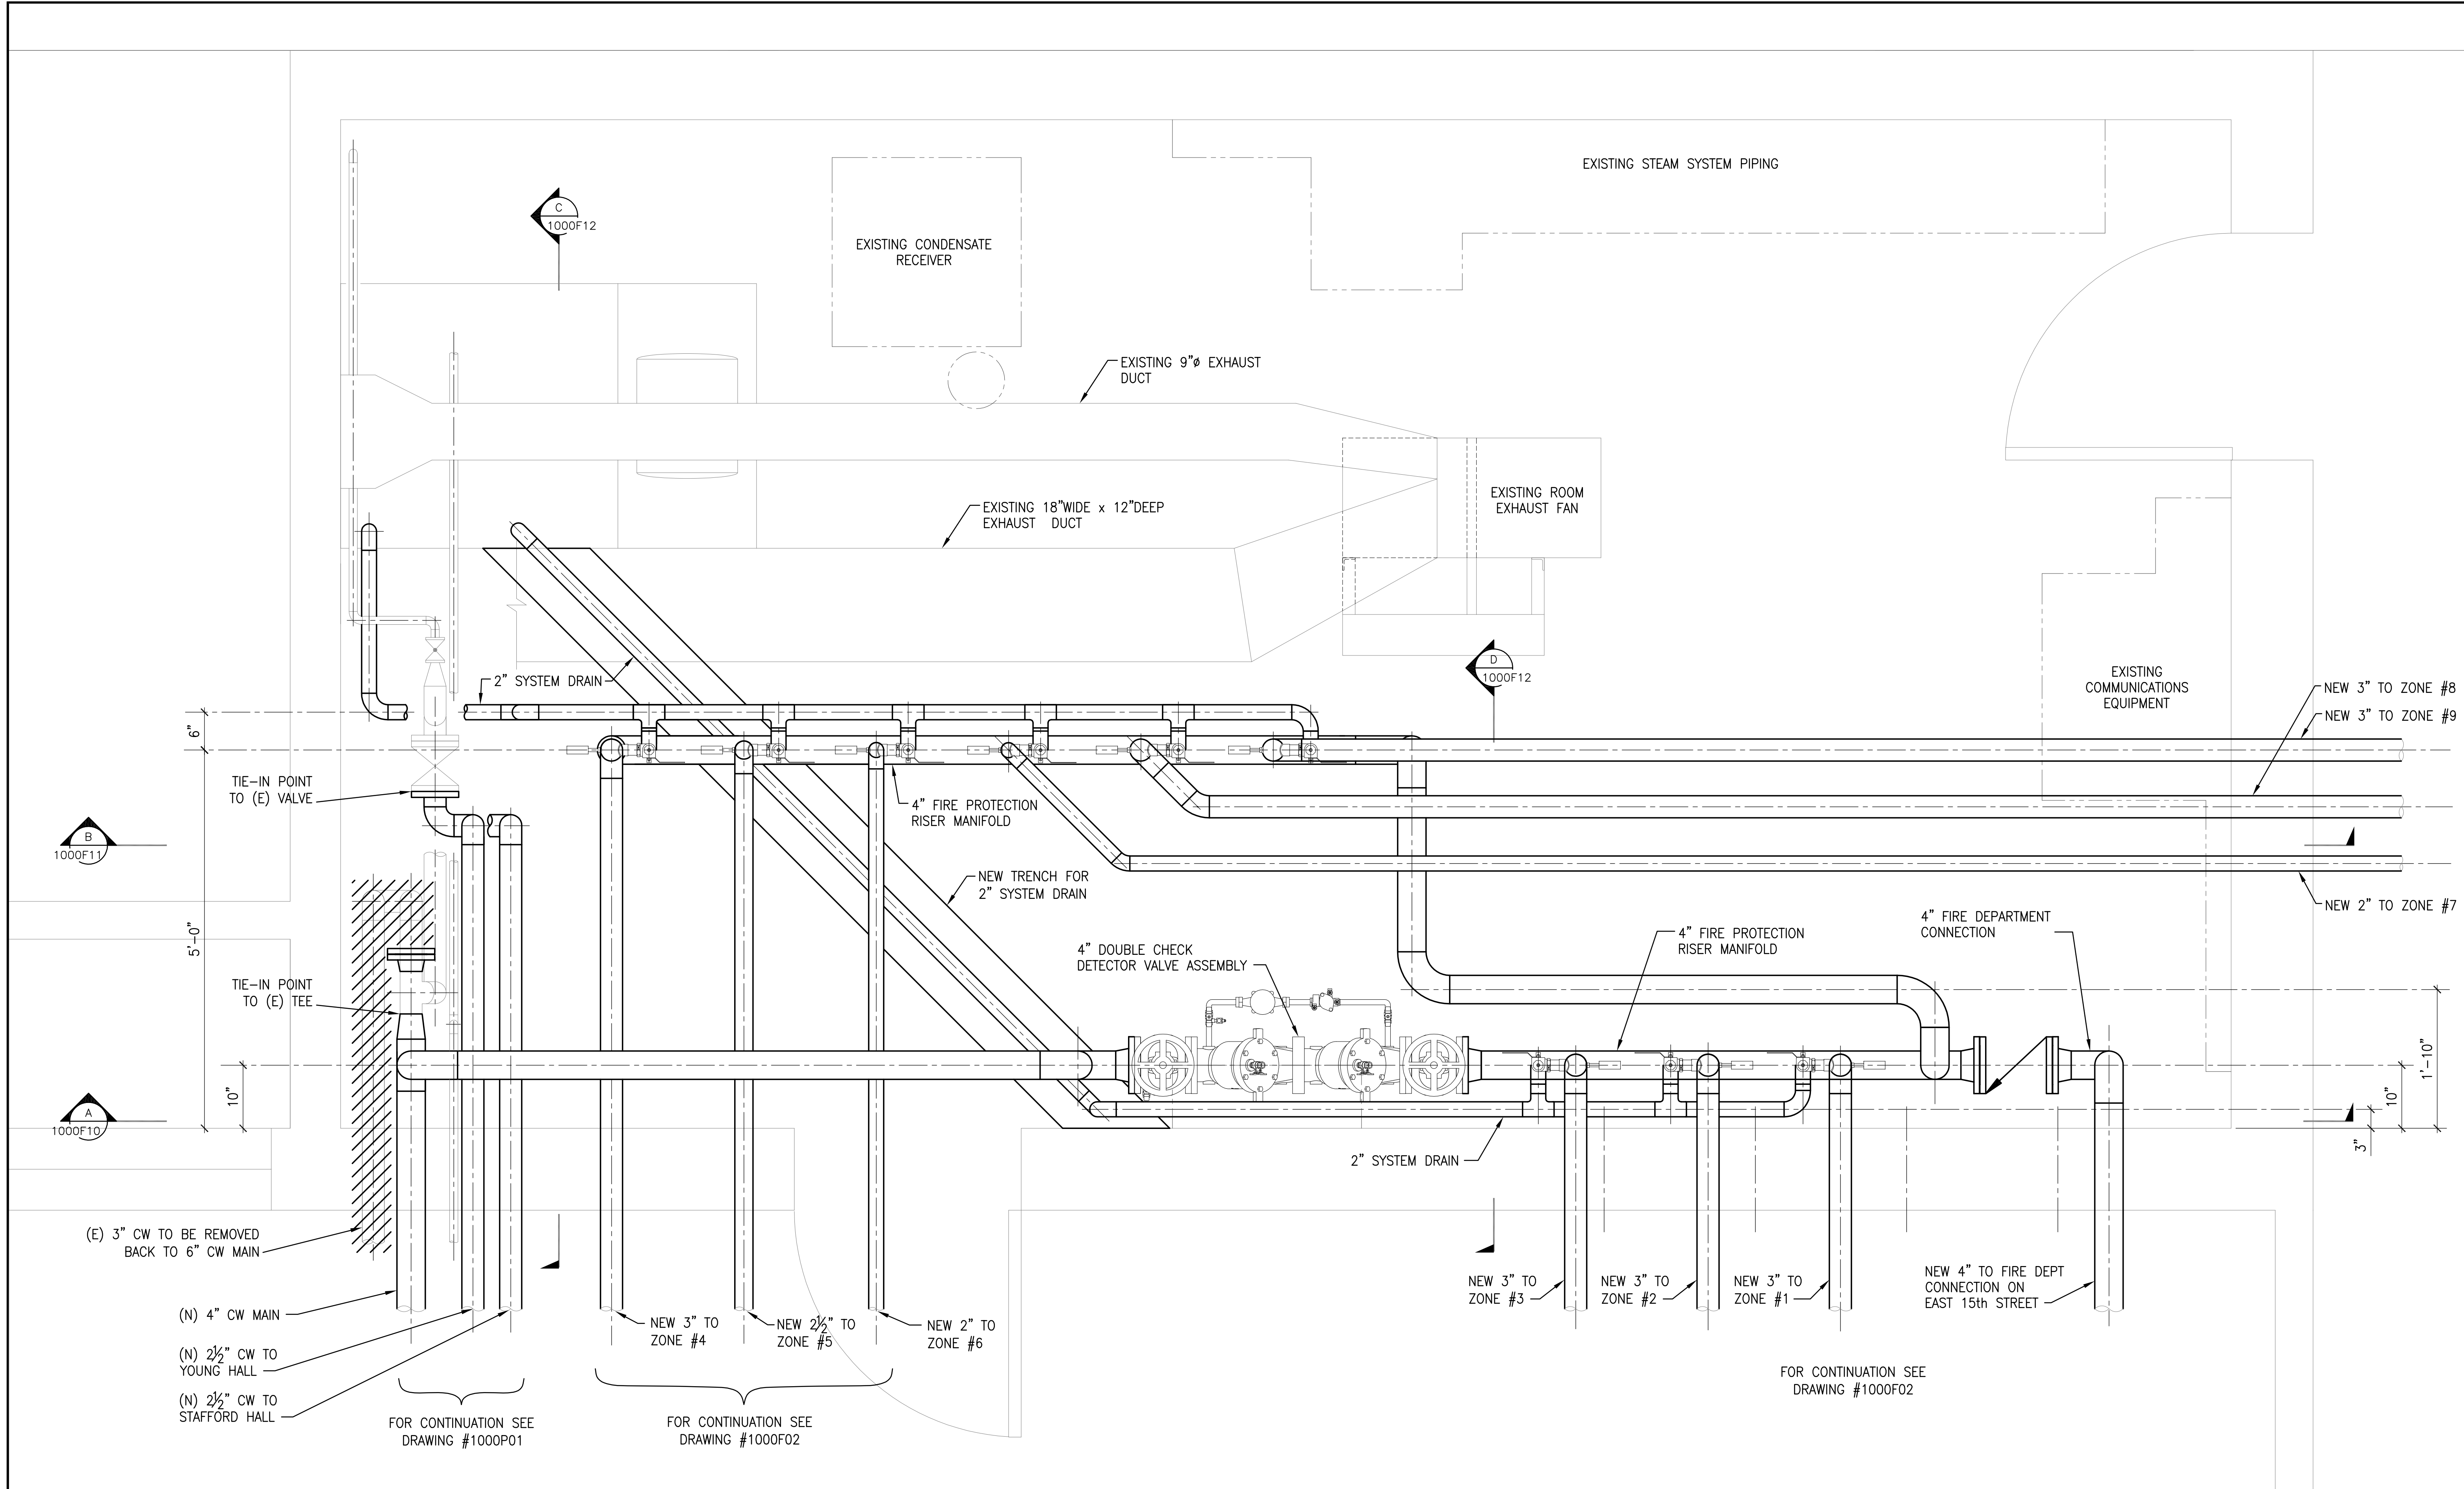 EXISTING STEAM SYSTEM PIPING
C
1000F12
EXISTING CONDENSATE
RECEIVER
EXISTING 9"ø EXHAUST
DUCT
EXISTING 18"WIDE x 12"DEEP
EXHAUST DUCT
EXISTING ROOM
EXHAUST FAN
D
1000F12
EXISTING
COMMUNICATIONS
EQUIPMENT
NEW 3" TO ZONE #8
NEW 3" TO ZONE #9
2" SYSTEM DRAIN
6"
TIE-IN POINT
TO (E) VALVE
4" FIRE PROTECTION
RISER MANIFOLD
B
1000F11
NEW TRENCH FOR
2" SYSTEM DRAIN
NEW 2" TO ZONE #7
5'-0"
4" DOUBLE CHECK
DETECTOR VALVE ASSEMBLY
4" FIRE PROTECTION
RISER MANIFOLD
4" FIRE DEPARTMENT
CONNECTION
TIE-IN POINT
TO (E) TEE
10"
1'-10"
10"
3"
A
1000F10
2" SYSTEM DRAIN
(E) 3" CW TO BE REMOVED
BACK TO 6" CW MAIN
(N) 4" CW MAIN
(N) 2½" CW TO
YOUNG HALL
(N) 2½" CW TO
STAFFORD HALL
NEW 3" TO
ZONE #4
NEW 2½" TO
ZONE #5
NEW 2" TO
ZONE #6
NEW 3" TO
ZONE #3
NEW 3" TO
ZONE #2
NEW 3" TO
ZONE #1
NEW 4" TO FIRE DEPT
CONNECTION ON
EAST 15th STREET
FOR CONTINUATION SEE
DRAWING #1000P01
FOR CONTINUATION SEE
DRAWING #1000F02
FOR CONTINUATION SEE
DRAWING #1000F02